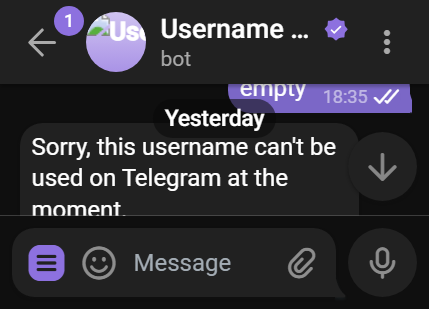 1
Username ...
bot
empty
18:35
Yesterday
Sorry, this username can't be
used on Telegram at the
moment.
Message